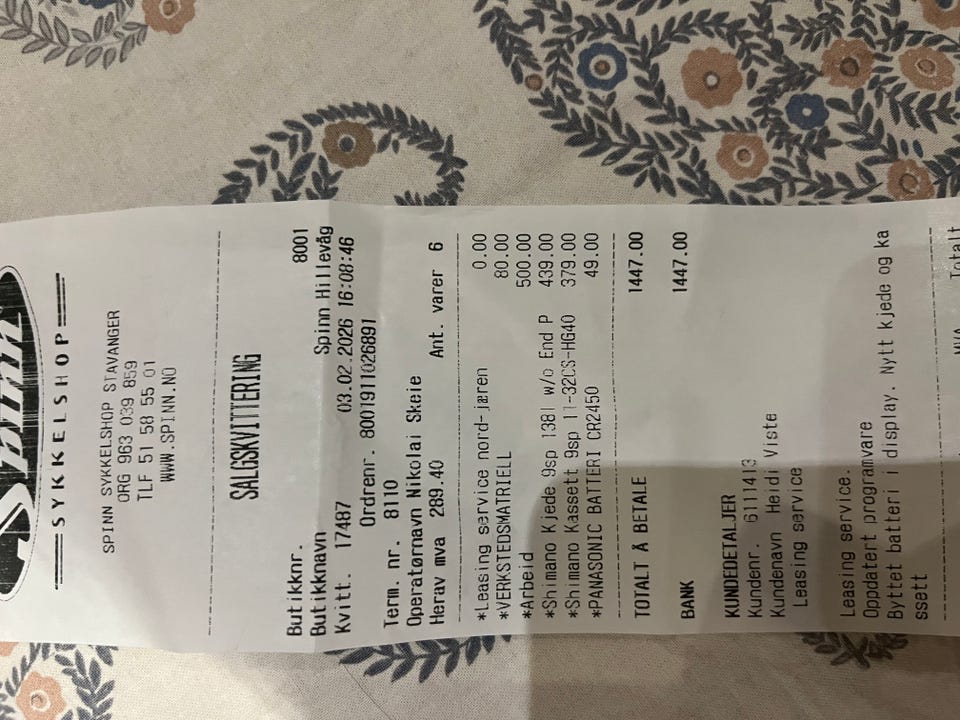 Spinn
SYKKELSHOP
SPINN SYKKELSHOP STAVANGER
ORG 963 039 859
TLF 51 58 55 01
WWW.SPINN.NO
SALGSKVITTERING
Butikknr. 8001
Butikknavn Spinn Hillevåg
Kvitt. 17487 03.02.2026 16:08:46
Ordrenr. 8001911026891
Term. nr. 8110
Operatørnavn Nikolai Skeie
Herav mva 289.40 Ant. varer 6
*Leasing service nord-jæren 0.00
*VERKSTEDSMATRIELL 80.00
*Arbeid 500.00
*Shimano Kjede 9sp 138l w/o End P 439.00
*Shimano Kassett 9sp 11-32CS-HG40 379.00
*PANASONIC BATTERI CR2450 49.00
TOTALT Å BETALE 1447.00
BANK 1447.00
KUNDEDETALJER
Kundenr. 6111413
Kundenavn Heidi Viste
Leasing service
Leasing service.
Oppdatert programvare
Byttet batteri i display. Nytt kjede og ka
ssett
MVA Totalt